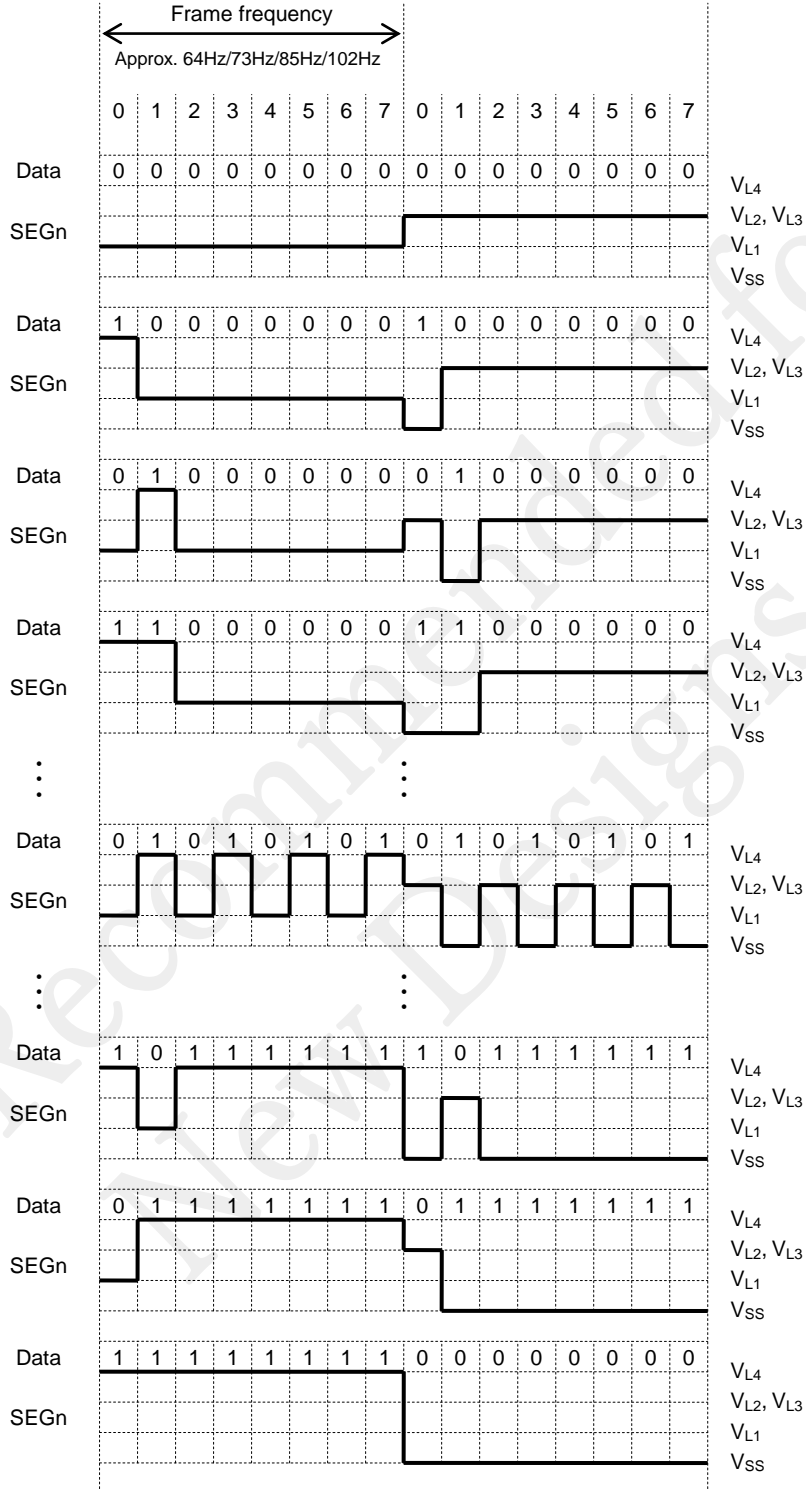 Frame frequency
Approx. 64Hz/73Hz/85Hz/102Hz
0 1 2 3 4 5 6 7 0 1 2 3 4 5 6 7
Data 0 0 0 0 0 0 0 0 0 0 0 0 0 0 0 0
VL4
SEGn VL2, VL3
VL1
VSS
Data 1 0 0 0 0 0 0 0 1 0 0 0 0 0 0 0
VL4
SEGn VL2, VL3
VL1
VSS
Data 0 1 0 0 0 0 0 0 0 1 0 0 0 0 0 0
VL4
SEGn VL2, VL3
VL1
VSS
Data 1 1 0 0 0 0 0 0 1 1 0 0 0 0 0 0
VL4
SEGn VL2, VL3
VL1
VSS
Data 0 1 0 1 0 1 0 1 0 1 0 1 0 1 0 1
VL4
SEGn VL2, VL3
VL1
VSS
Data 1 0 1 1 1 1 1 1 1 0 1 1 1 1 1 1
VL4
SEGn VL2, VL3
VL1
VSS
Data 0 1 1 1 1 1 1 1 0 1 1 1 1 1 1 1
VL4
SEGn VL2, VL3
VL1
VSS
Data 1 1 1 1 1 1 1 1 0 0 0 0 0 0 0 0
VL4
SEGn VL2, VL3
VL1
VSS
Recommended fo
New Designs